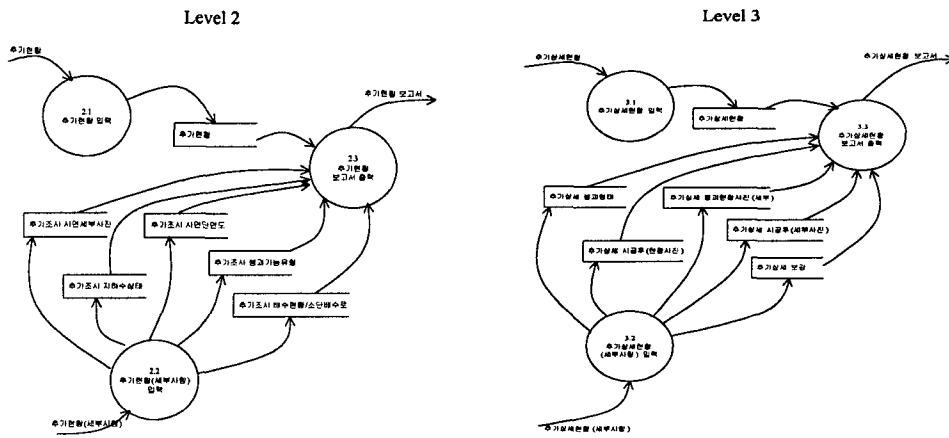 Level 2
추기현황
2.1
추기현황 입력
추기현황
추기현황 보고서
2.3
추기현황
보고서 출력
추기조사 사면세부사진
추기조사 사면단면도
추기조사 붕괴가능유형
추기조사 지하수상태
추기조사 배수현황/소단배수로
2.2
추기현황(세부사항)
입력
추기현황(세부사항)
Level 3
추기상세현황
3.1
추기상세현황 입력
추기상세현황
추기상세현황 보고서
3.3
추기상세현황
보고서 출력
추기상세 붕괴형태
추기상세 붕괴현황사진(세부)
추기상세 시공후(세부사진)
추기상세 시공후(현황사진)
추기상세 보강
3.2
추기상세현황
(세부사항) 입력
추기상세현황 (세부사항)